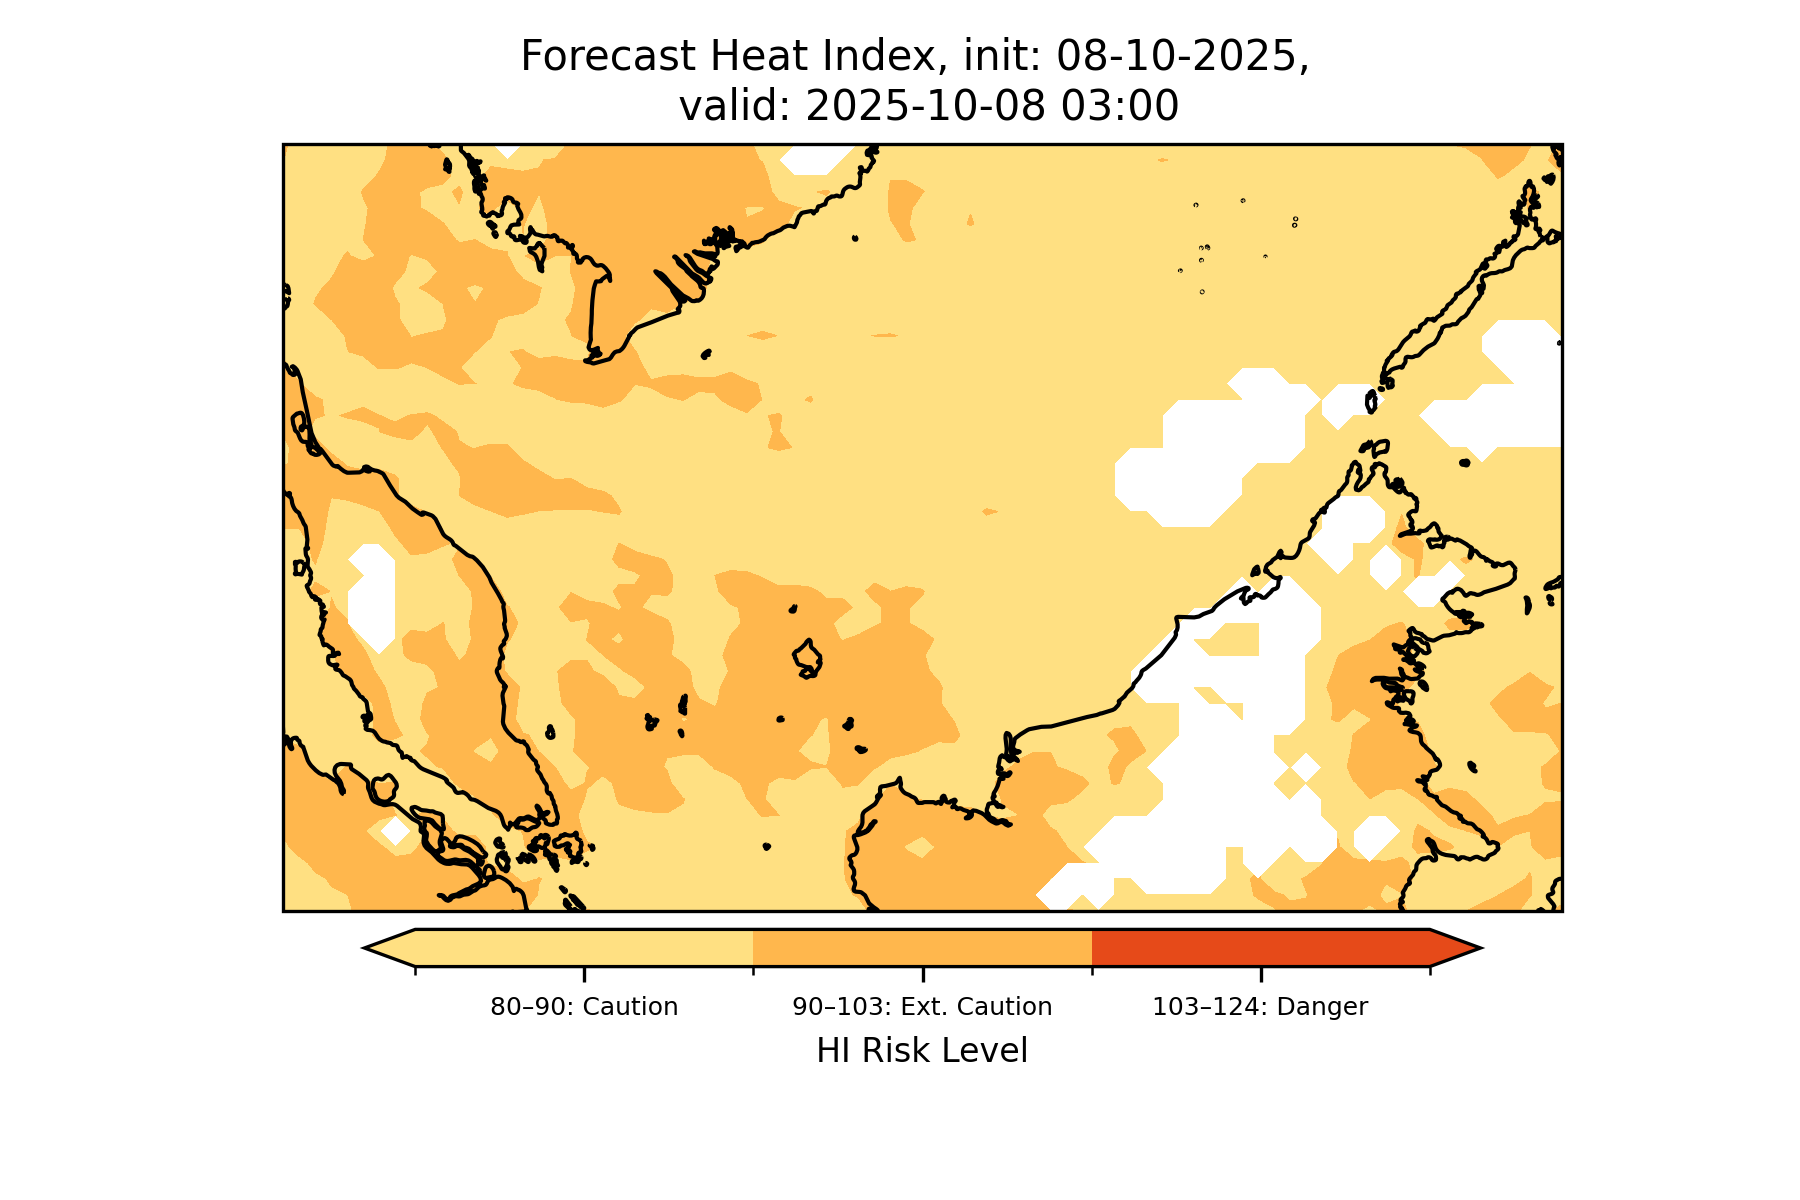 Forecast Heat Index, init: 08-10-2025,
valid: 2025-10-08 03:00
80–90: Caution
90–103: Ext. Caution
103–124: Danger
HI Risk Level